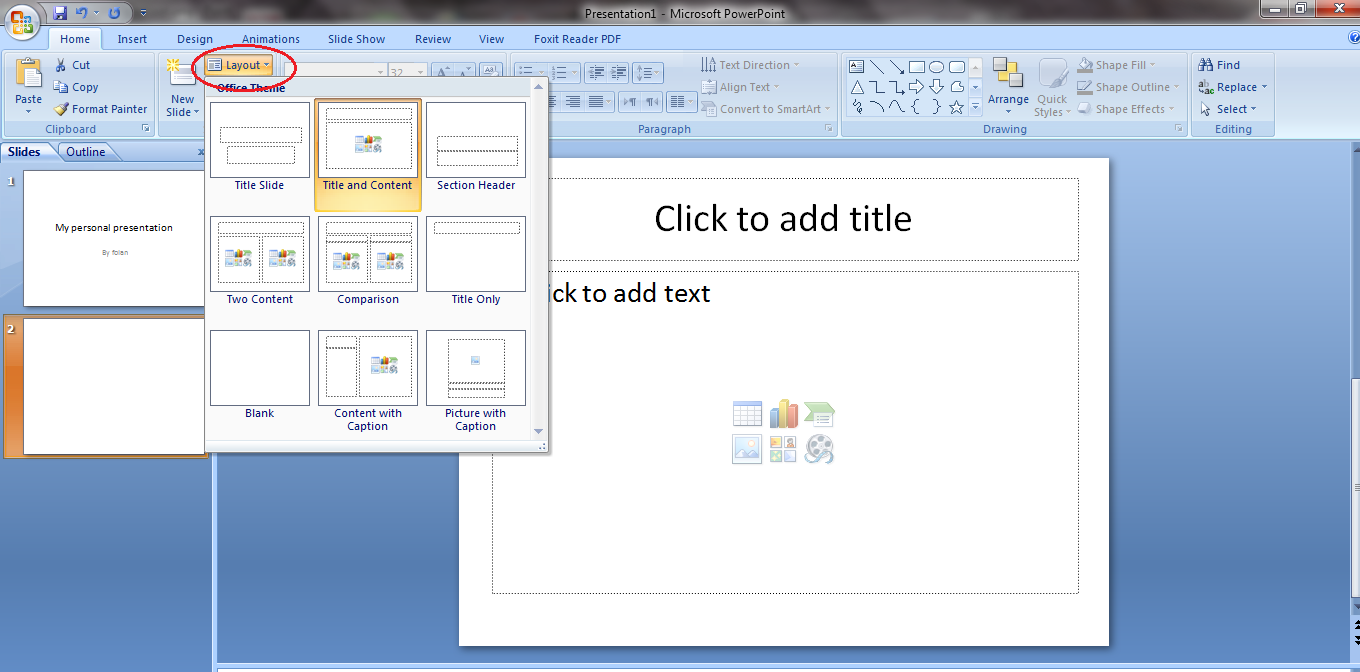 Presentation1 - Microsoft PowerPoint
Home Insert Design Animations Slide Show Review View Foxit Reader PDF
Paste
Cut
Copy
Format Painter
Clipboard
New
Slide
Layout
32
Paragraph
Text Direction
Align Text
Convert to SmartArt
Arrange
Quick
Styles
Shape Fill
Shape Outline
Shape Effects
Drawing
Find
Replace
Select
Editing
Slides Outline
1
My personal presentation
By folan
2
Office Theme
Title Slide Title and Content Section Header
Two Content Comparison Title Only
Blank Content with Caption Picture with Caption
Click to add title
ick to add text